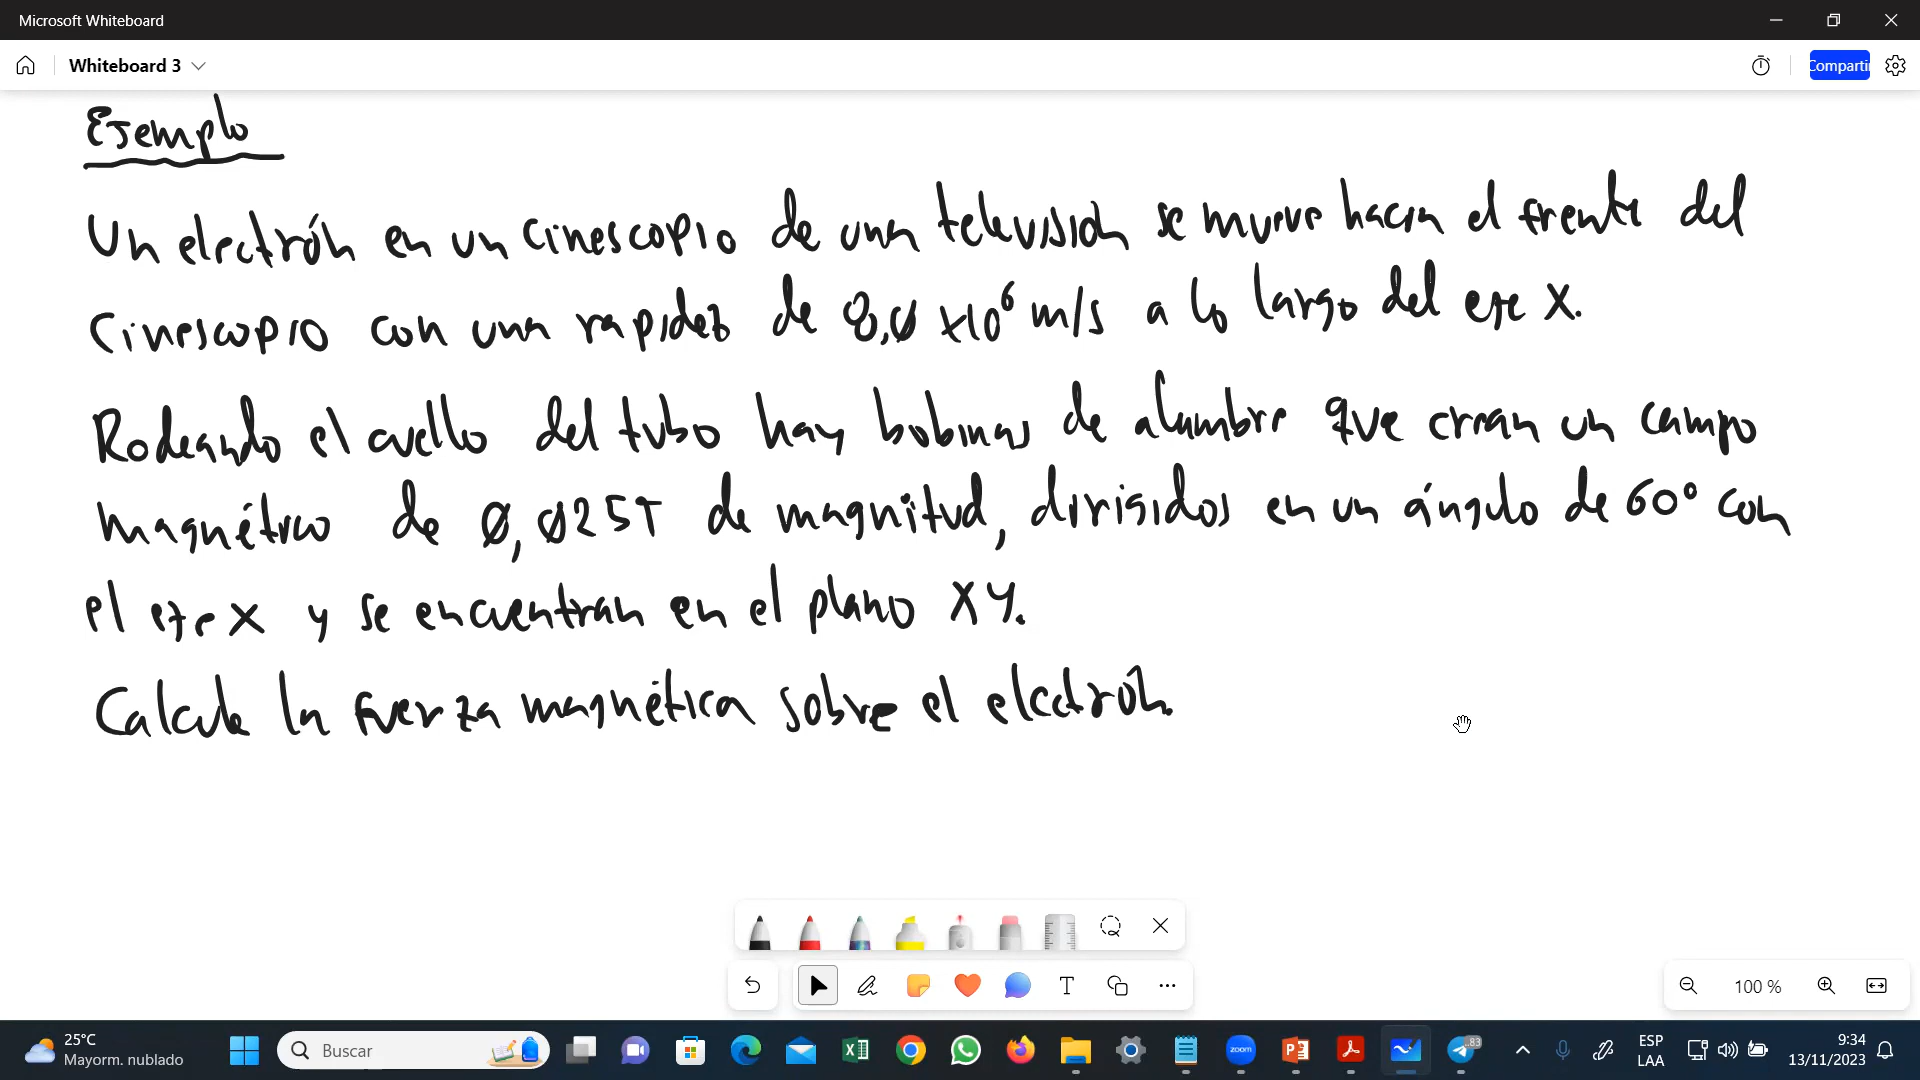 Microsoft Whiteboard
Whiteboard 3
Comparti
Ejemplo
Un electrón en un cinescopio de una televisión se mueve hacia el frente del
cinescopio con una rapidez de 8,0 x10⁶ m/s a lo largo del eje X.
Rodeando el cuello del tubo hay bobinas de alambre que crean un campo
magnético de 0,025T de magnitud, dirigidos en un ángulo de 60° con
el eje X y se encuentran en el plano XY.
Calcule la fuerza magnética sobre el electrón.
100 %
25°C
Mayorm. nublado
Buscar
zoom
83
ESP
LAA
9:34
13/11/2023